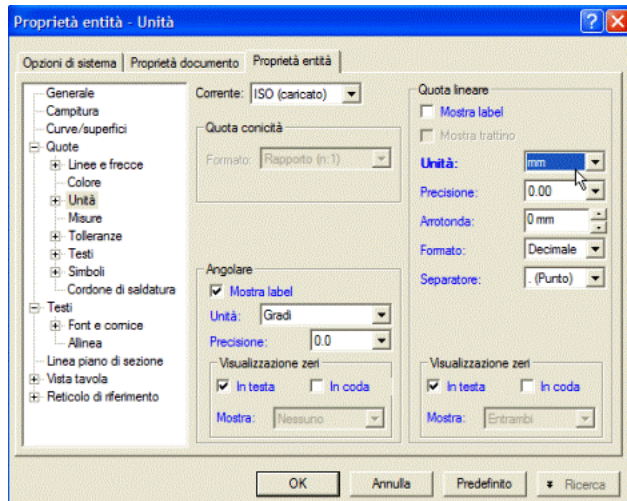 Proprietà entità - Unità
Opzioni di sistema
Proprietà documento
Proprietà entità
Generale
Campitura
Curve/superfici
Quote
Linee e frecce
Colore
Unità
Misure
Tolleranze
Testi
Simboli
Cordone di saldatura
Testi
Font e cornice
Allinea
Linea piano di sezione
Vista tavola
Reticolo di riferimento
Corrente: ISO (caricato)
Quota conicità
Formato: Rapporto (n:1)
Angolare
Mostra label
Unità: Gradi
Precisione: 0.0
Visualizzazione zeri
In testa In coda
Mostra: Nessuno
Quota lineare
Mostra label
Mostra trattino
Unità: mm
Precisione: 0.00
Arrotonda: 0 mm
Formato: Decimale
Separatore: . (Punto)
Visualizzazione zeri
In testa In coda
Mostra: Entrambi
OK Annulla Predefinito Ricerca